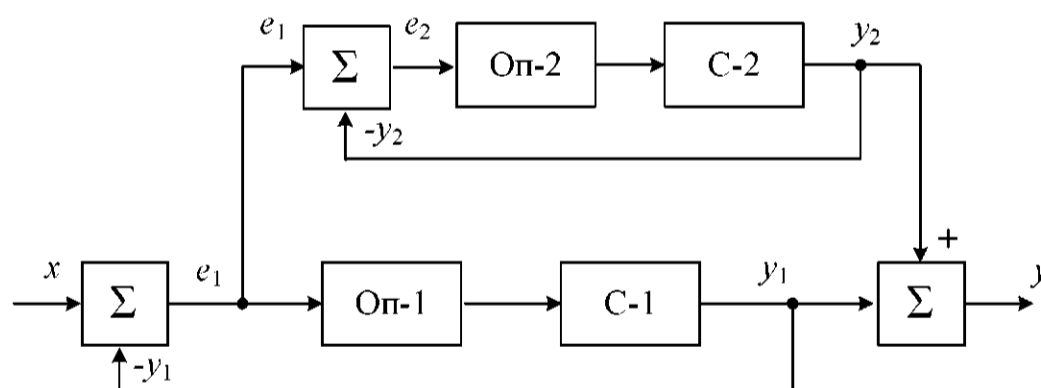 e₁ Σ e₂ Оп-2 С-2 y₂
-y₂
x Σ e₁ Оп-1 С-1 y₁ + Σ y
-y₁